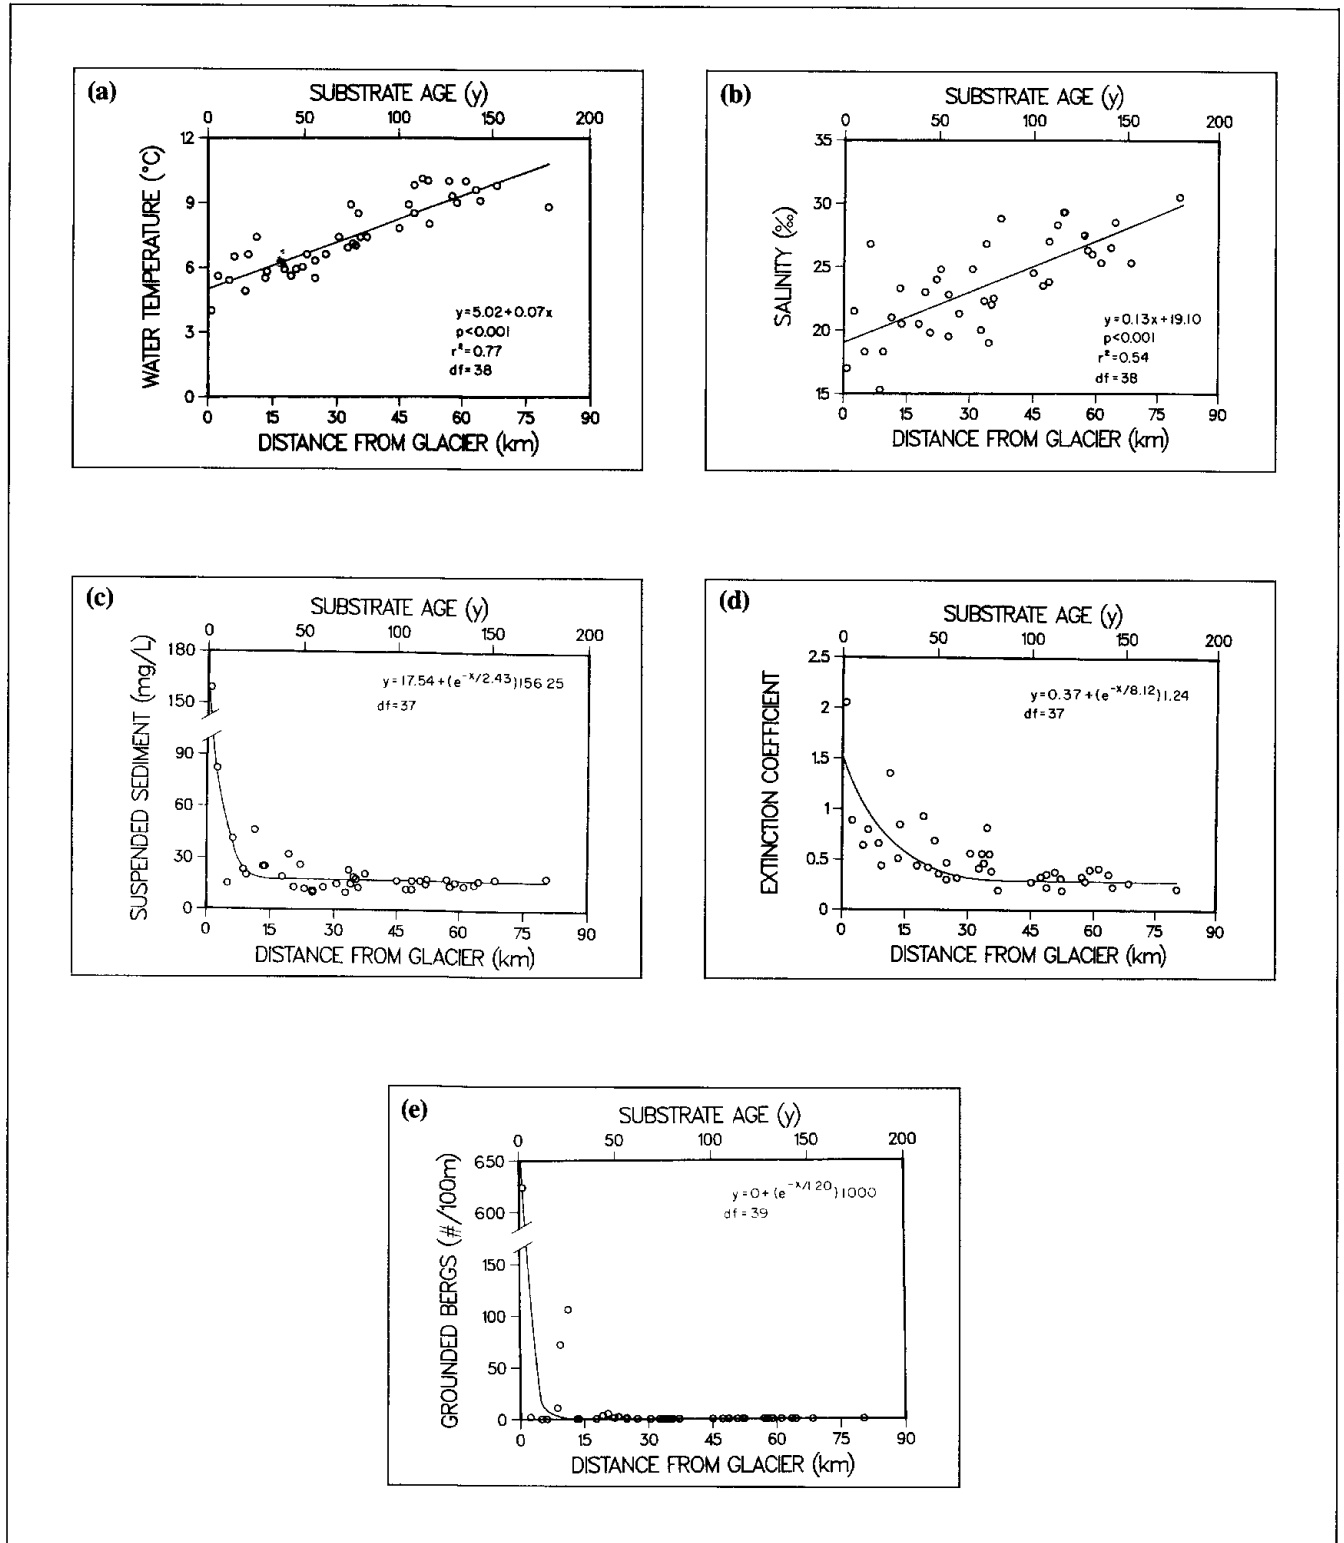 (a)
SUBSTRATE AGE (y)
0 50 100 150 200
WATER TEMPERATURE (°C)
12
9
6
3
0
y=5.02+0.07x
p<0.001
r²=0.77
df=38
0 15 30 45 60 75 90
DISTANCE FROM GLACIER (km)
(b)
SUBSTRATE AGE (y)
0 50 100 150 200
SALINITY (‰)
35
30
25
20
15
y=0.13x+19.10
p<0.001
r²=0.54
df=38
0 15 30 45 60 75 90
DISTANCE FROM GLACIER (km)
(c)
SUBSTRATE AGE (y)
0 50 100 150 200
SUSPENDED SEDIMENT (mg/L)
180
150
90
60
30
0
y=17.54+(e^-x/2.43)156.25
df=37
0 15 30 45 60 75 90
DISTANCE FROM GLACIER (km)
(d)
SUBSTRATE AGE (y)
0 50 100 150 200
EXTINCTION COEFFICIENT
2.5
2
1.5
1
0.5
0
y=0.37+(e^-x/8.12)1.24
df=37
0 15 30 45 60 75 90
DISTANCE FROM GLACIER (km)
(e)
SUBSTRATE AGE (y)
0 50 100 150 200
GROUNDED BERGS (#/100m)
650
600
150
100
50
0
y=0+(e^-x/1.20)1000
df=39
0 15 30 45 60 75 90
DISTANCE FROM GLACIER (km)